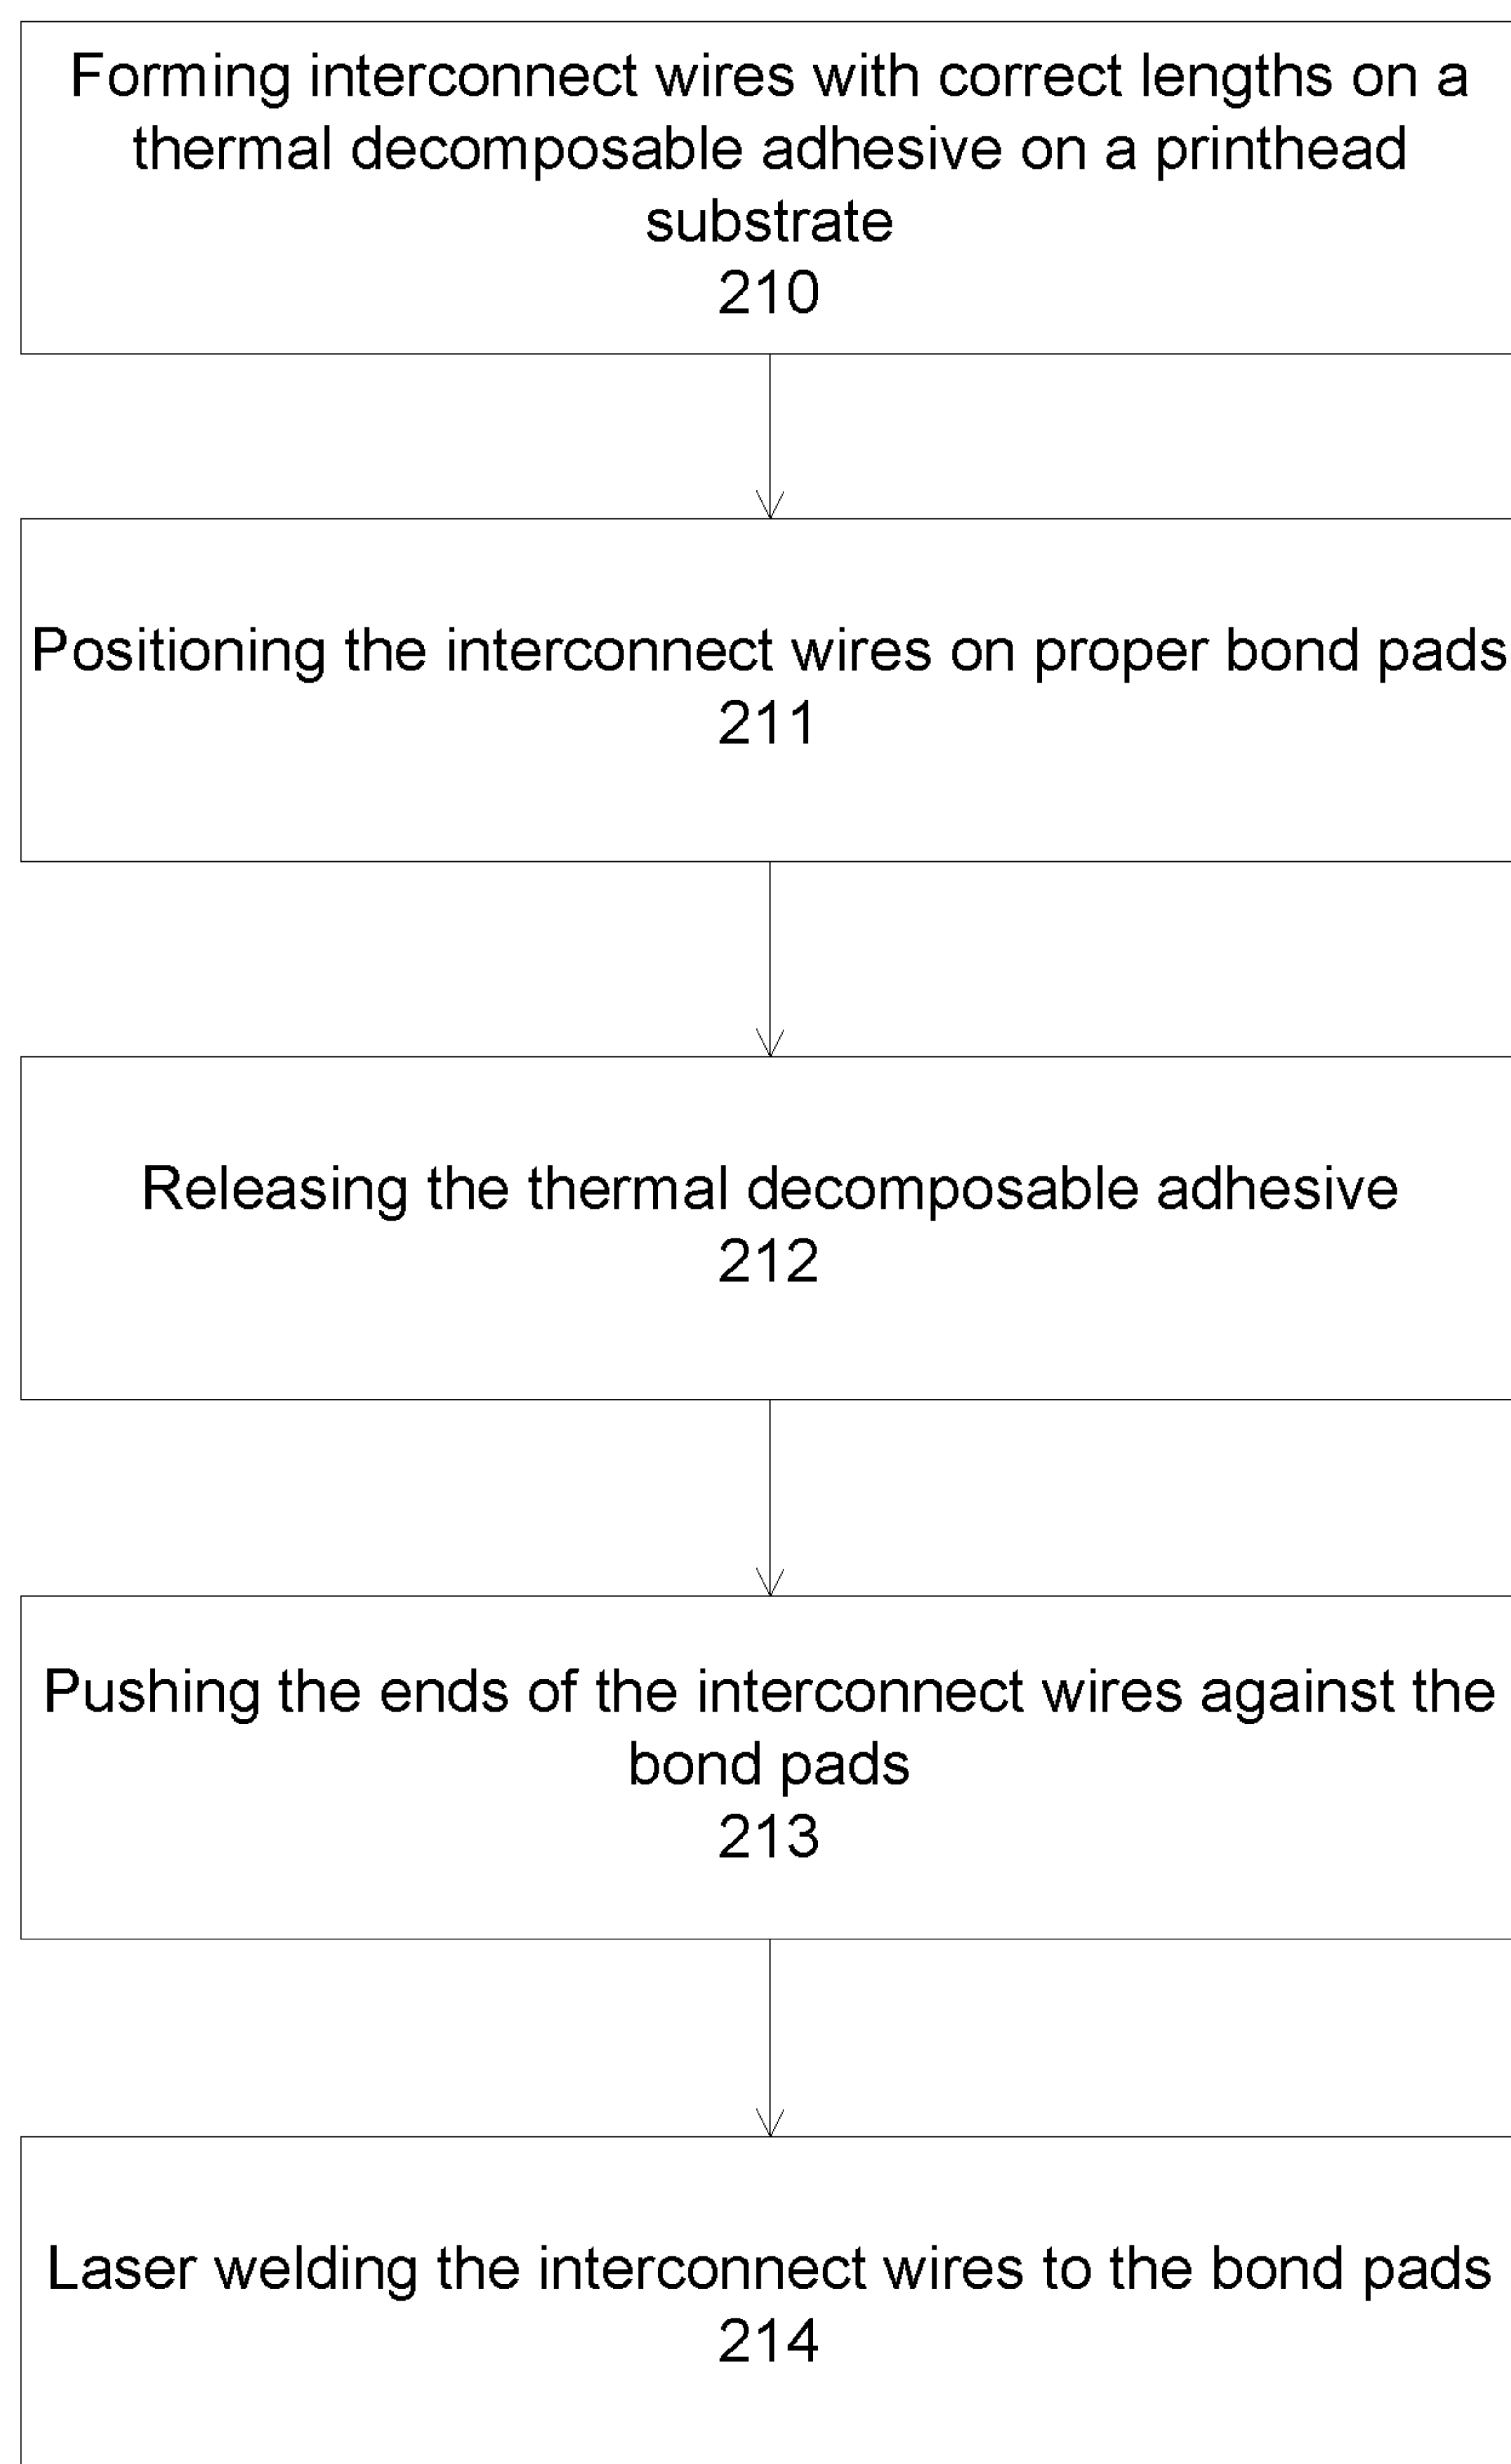 Forming interconnect wires with correct lengths on a
thermal decomposable adhesive on a printhead
substrate
210
Positioning the interconnect wires on proper bond pads
211
Releasing the thermal decomposable adhesive
212
Pushing the ends of the interconnect wires against the
bond pads
213
Laser welding the interconnect wires to the bond pads
214